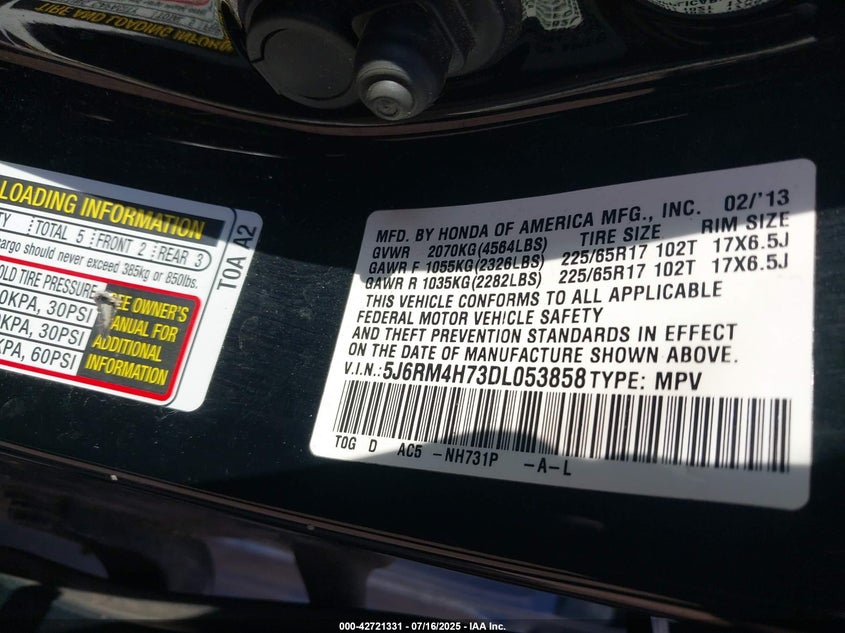 LOADING INFORMATION
TOTAL 5 FRONT 2 REAR 3
cargo should never exceed 385kg or 850lbs.
COLD TIRE PRESSURE
KPA, 30PSI
KPA, 30PSI
KPA, 60PSI
SEE OWNER'S
MANUAL FOR
ADDITIONAL
INFORMATION
T0A A2
MFD. BY HONDA OF AMERICA MFG., INC. 02/'13
GVWR 2070KG(4564LBS) TIRE SIZE RIM SIZE
GAWR F 1055KG(2326LBS) 225/65R17 102T 17X6.5J
GAWR R 1035KG(2282LBS) 225/65R17 102T 17X6.5J
THIS VEHICLE CONFORMS TO ALL APPLICABLE
FEDERAL MOTOR VEHICLE SAFETY
AND THEFT PREVENTION STANDARDS IN EFFECT
ON THE DATE OF MANUFACTURE SHOWN ABOVE.
V.I.N.:5J6RM4H73DL053858 TYPE: MPV
T0G D AC5 -NH731P -A-L
000-42721331 - 07/16/2025 - IAA Inc.